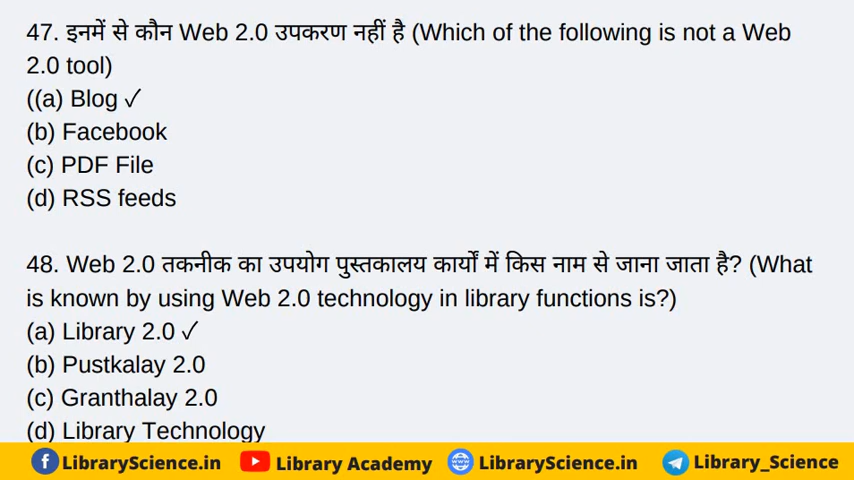 47. इनमें से कौन Web 2.0 उपकरण नहीं है (Which of the following is not a Web
2.0 tool)
((a) Blog ✓
(b) Facebook
(c) PDF File
(d) RSS feeds
48. Web 2.0 तकनीक का उपयोग पुस्तकालय कार्यों में किस नाम से जाना जाता है? (What
is known by using Web 2.0 technology in library functions is?)
(a) Library 2.0 ✓
(b) Pustkalay 2.0
(c) Granthalay 2.0
(d) Library Technology
LibraryScience.in Library Academy LibraryScience.in Library_Science